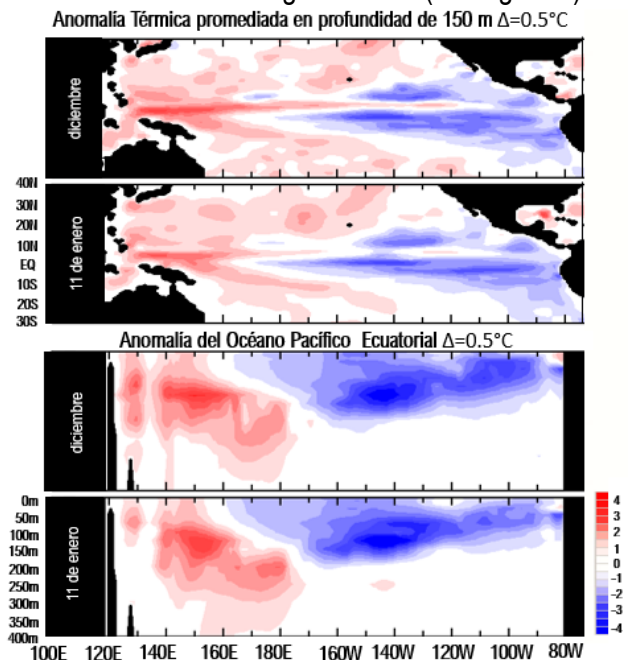 Anomalía Térmica promediada en profundidad de 150 m Δ=0.5°C
diciembre
40N
30N
20N
10N
EQ
10S
20S
30S
11 de enero
Anomalía del Océano Pacífico Ecuatorial Δ=0.5°C
diciembre
0m
50m
100m
150m
200m
250m
300m
350m
400m
11 de enero
4
3
2
1
0
-1
-2
-3
-4
100E 120E 140E 160E 180E 160W 140W 120W 100W 80W